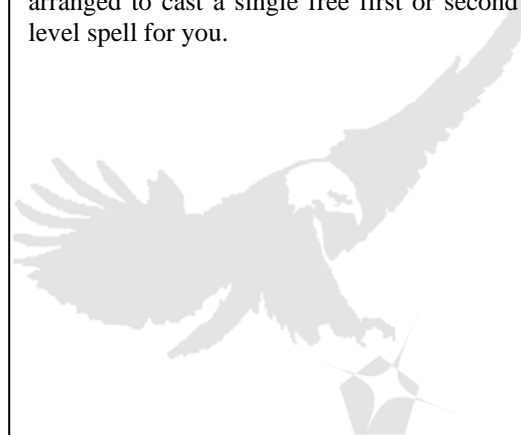 arranged to cast a single free first or second
level spell for you.